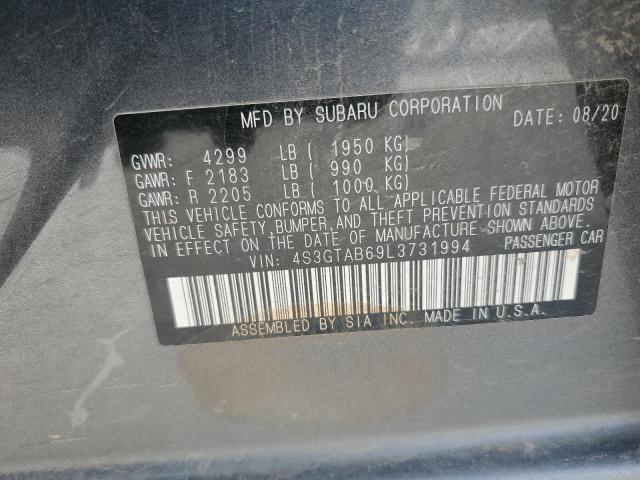 MFD BY SUBARU CORPORATION DATE: 08/20
GVWR: 4299 LB ( 1950 KG)
GAWR: F 2183 LB ( 990 KG)
GAWR: R 2205 LB ( 1000 KG)
THIS VEHICLE CONFORMS TO ALL APPLICABLE FEDERAL MOTOR
VEHICLE SAFETY, BUMPER, AND THEFT PREVENTION STANDARDS
IN EFFECT ON THE DATE OF MANUFACTURE SHOWN ABOVE.
VIN: 4S3GTAB69L3731994 PASSENGER CAR
ASSEMBLED BY SIA INC. MADE IN U.S.A.